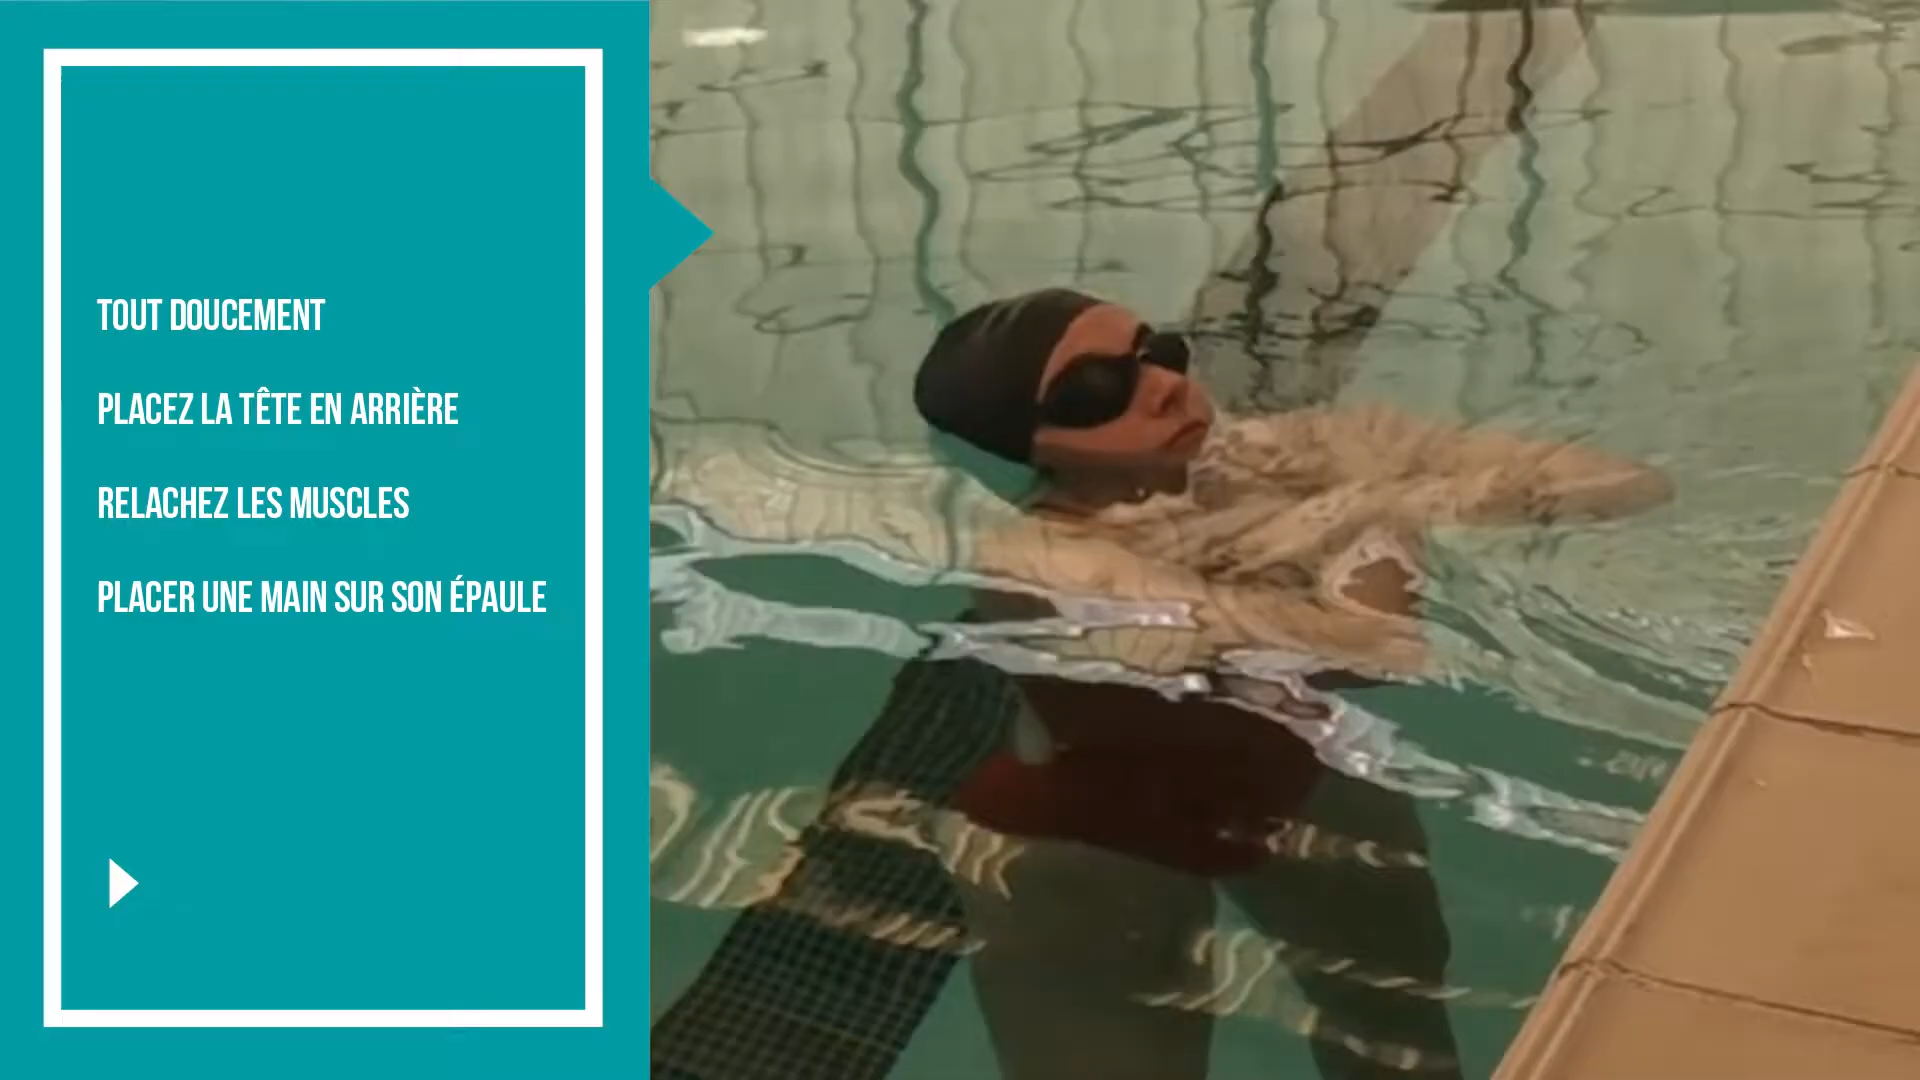 TOUT DOUCEMENT
PLACEZ LA TÊTE EN ARRIÈRE
RELACHEZ LES MUSCLES
PLACER UNE MAIN SUR SON ÉPAULE